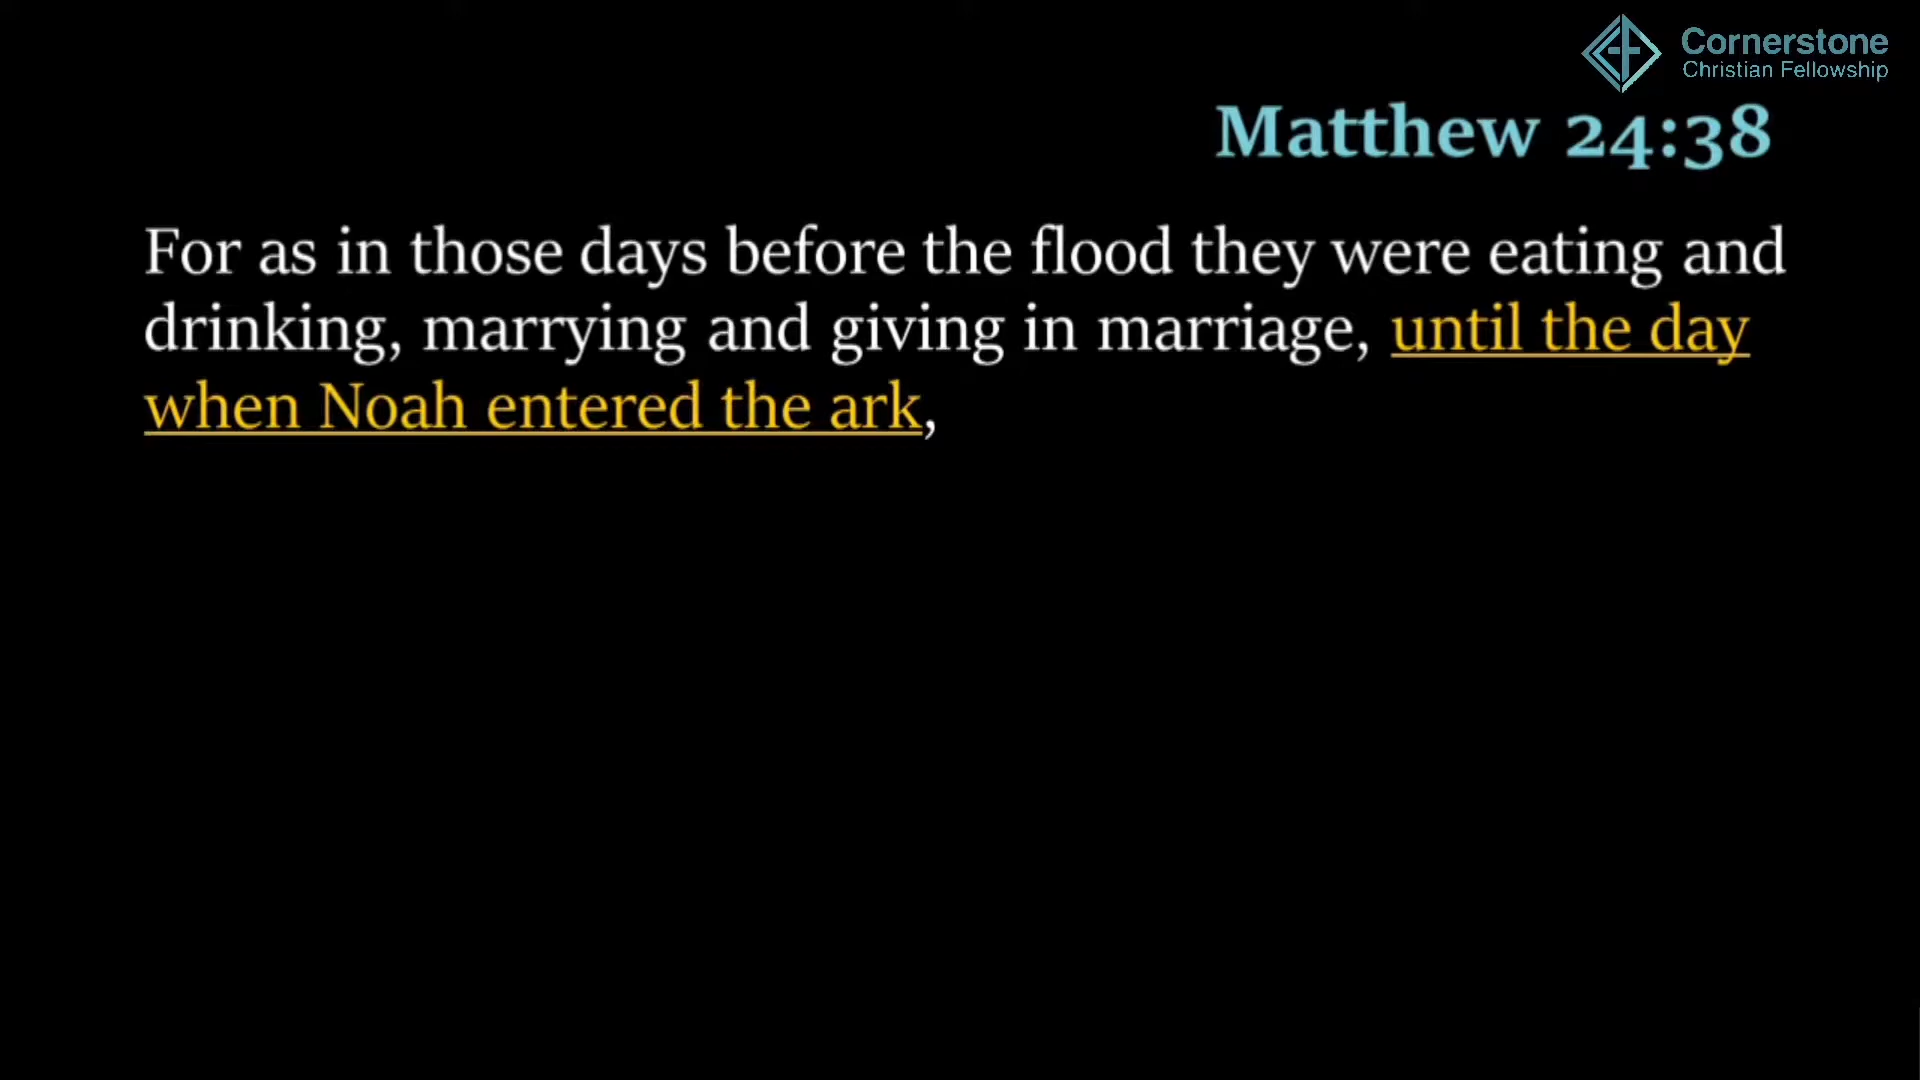 Cornerstone
Christian Fellowship
Matthew 24:38
For as in those days before the flood they were eating and
drinking, marrying and giving in marriage, until the day
when Noah entered the ark,